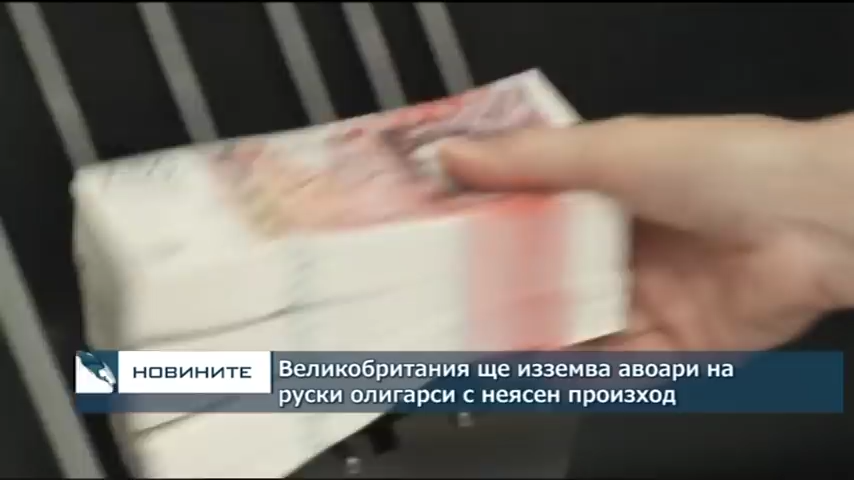 НОВИНИТЕ
Великобритания ще изземва авоари на
руски олигарси с неясен произход